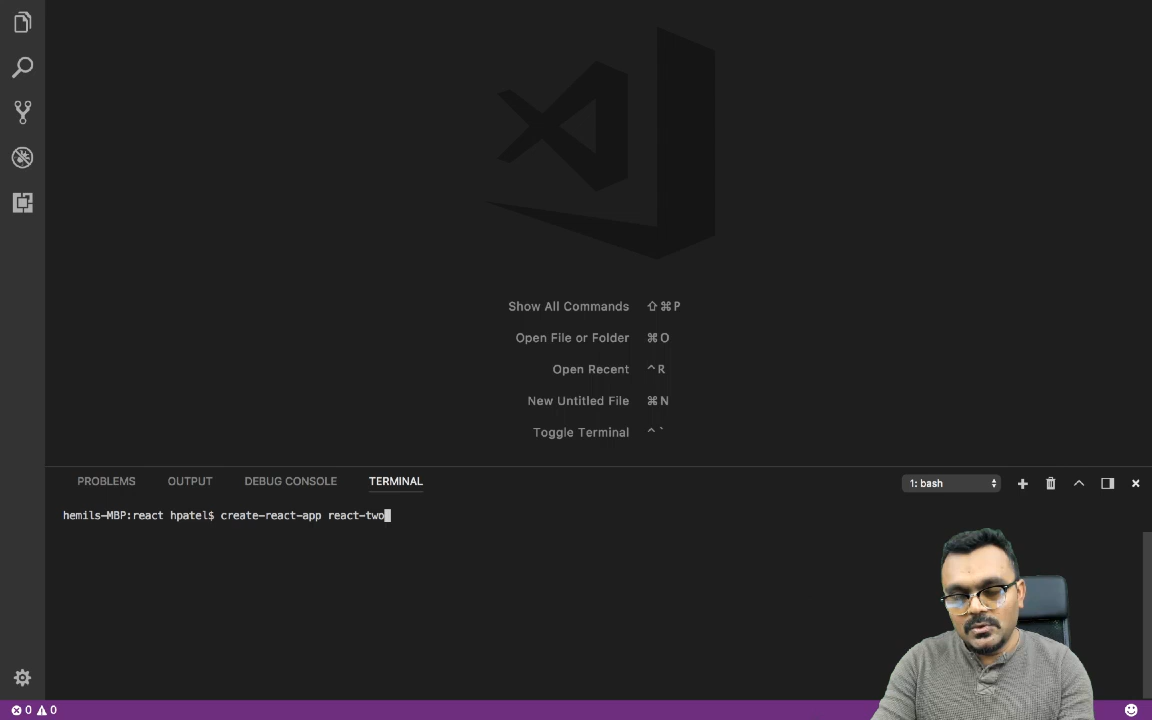 Show All Commands ⇧⌘P
Open File or Folder ⌘O
Open Recent ^R
New Untitled File ⌘N
Toggle Terminal ^`
PROBLEMS OUTPUT DEBUG CONSOLE TERMINAL
1: bash
hemils-MBP:react hpatel$ create-react-app react-two
0 0